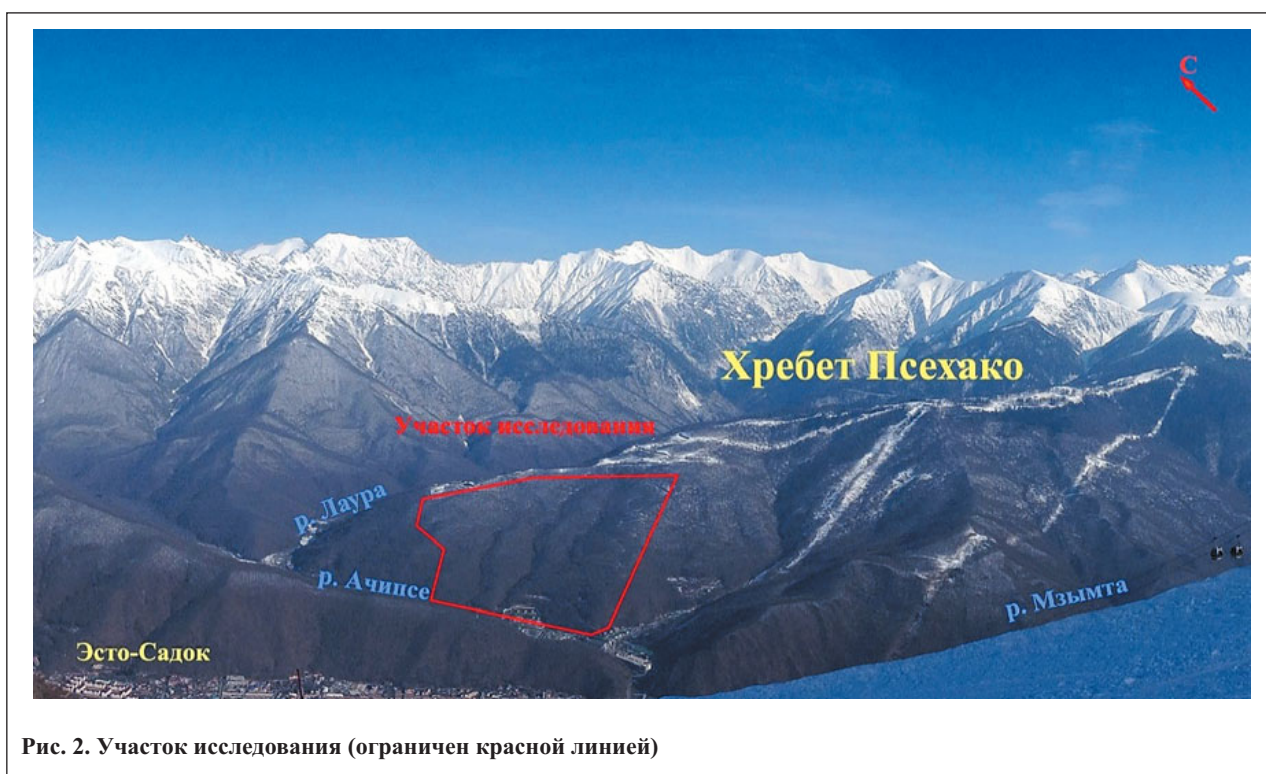 С
Хребет Псехако
Участок исследования
р. Лаура
р. Ачипсе
р. Мзымта
Эсто-Садок
Рис. 2. Участок исследования (ограничен красной линией)